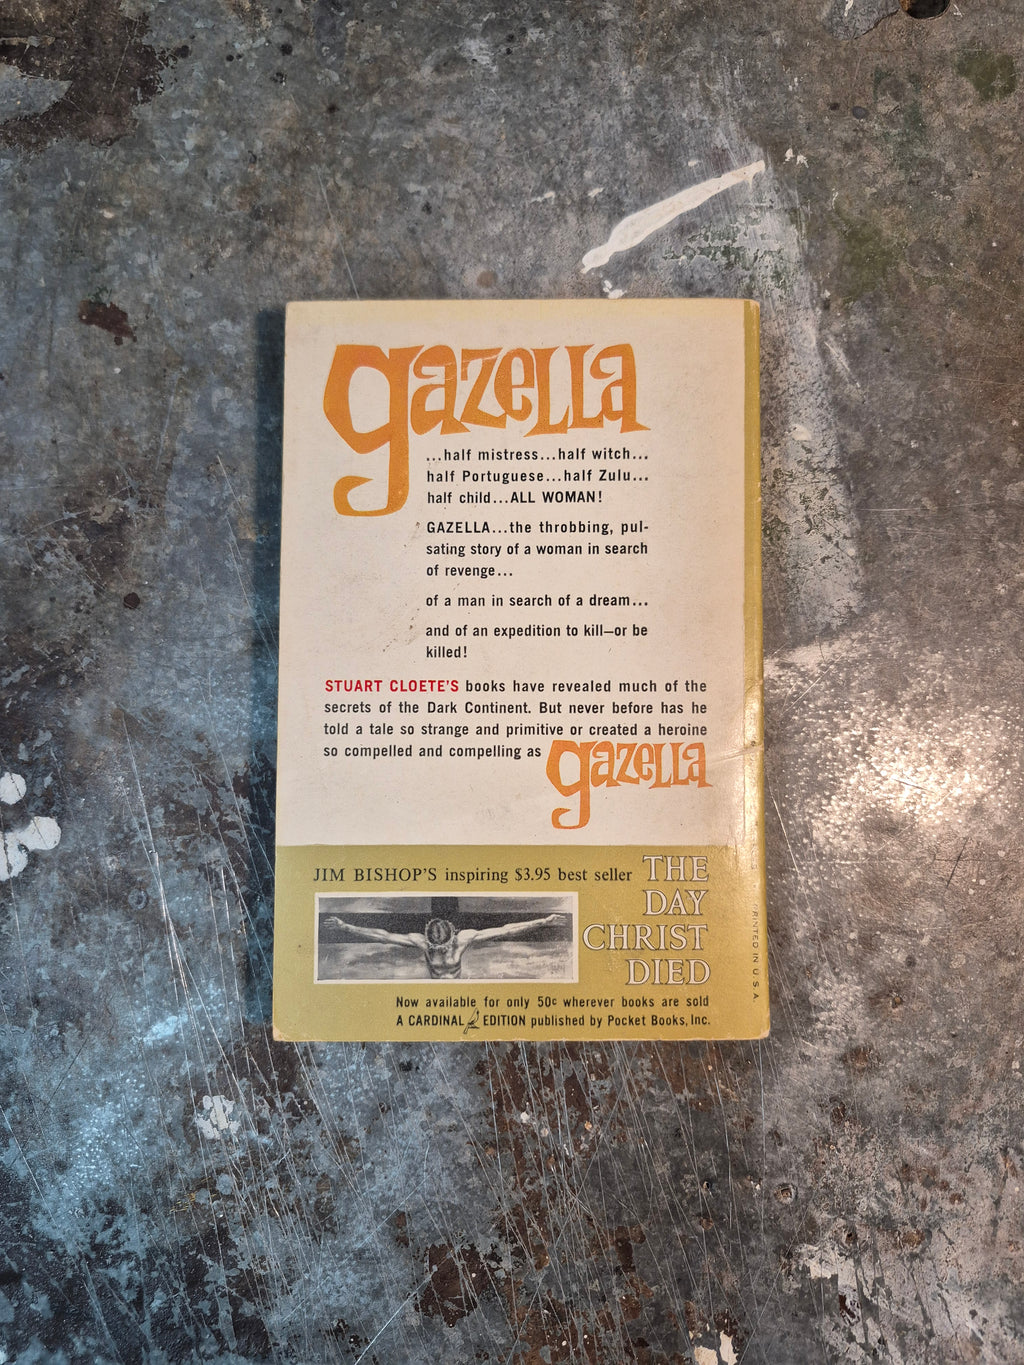 gazella
...half mistress...half witch...
half Portuguese...half Zulu...
half child...ALL WOMAN!
GAZELLA...the throbbing, pul-
sating story of a woman in search
of revenge...
of a man in search of a dream...
and of an expedition to kill—or be
killed!
STUART CLOETE'S books have revealed much of the
secrets of the Dark Continent. But never before has he
told a tale so strange and primitive or created a heroine
so compelled and compelling as gazella
JIM BISHOP'S inspiring $3.95 best seller
THE
DAY
CHRIST
DIED
Now available for only 50c wherever books are sold
A CARDINAL EDITION published by Pocket Books, Inc.
PRINTED IN U.S.A.